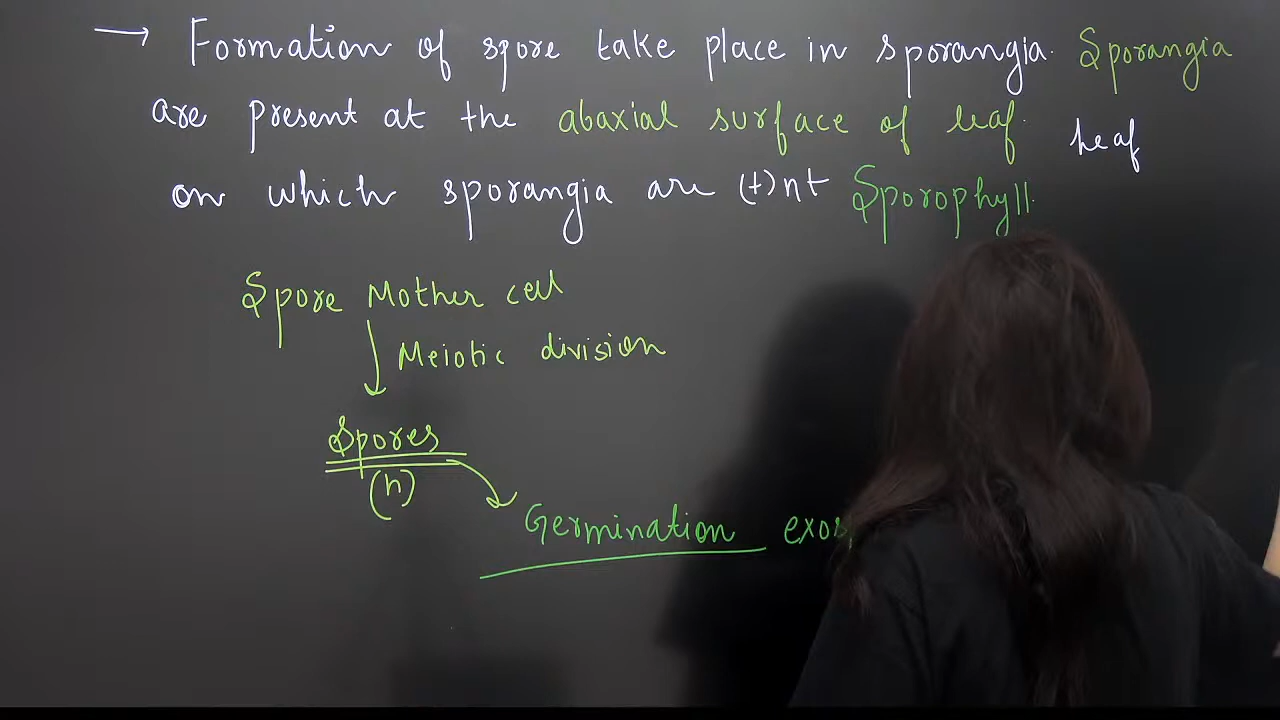 → Formation of spore take place in sporangia. Sporangia
are present at the abaxial surface of leaf. Leaf
on which sporangia are (+)nt Sporophyll.
Spore Mother cell
Meiotic division
Spores
(n)
Germination